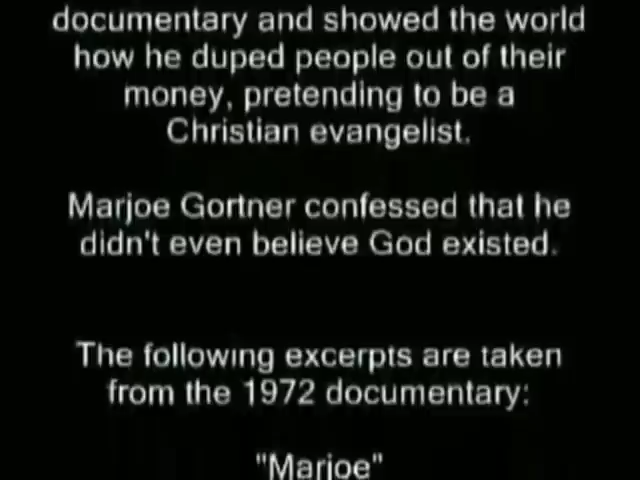 documentary and showed the world
how he duped people out of their
money, pretending to be a
Christian evangelist.
Marjoe Gortner confessed that he
didn't even believe God existed.
The following excerpts are taken
from the 1972 documentary:
"Marjoe"